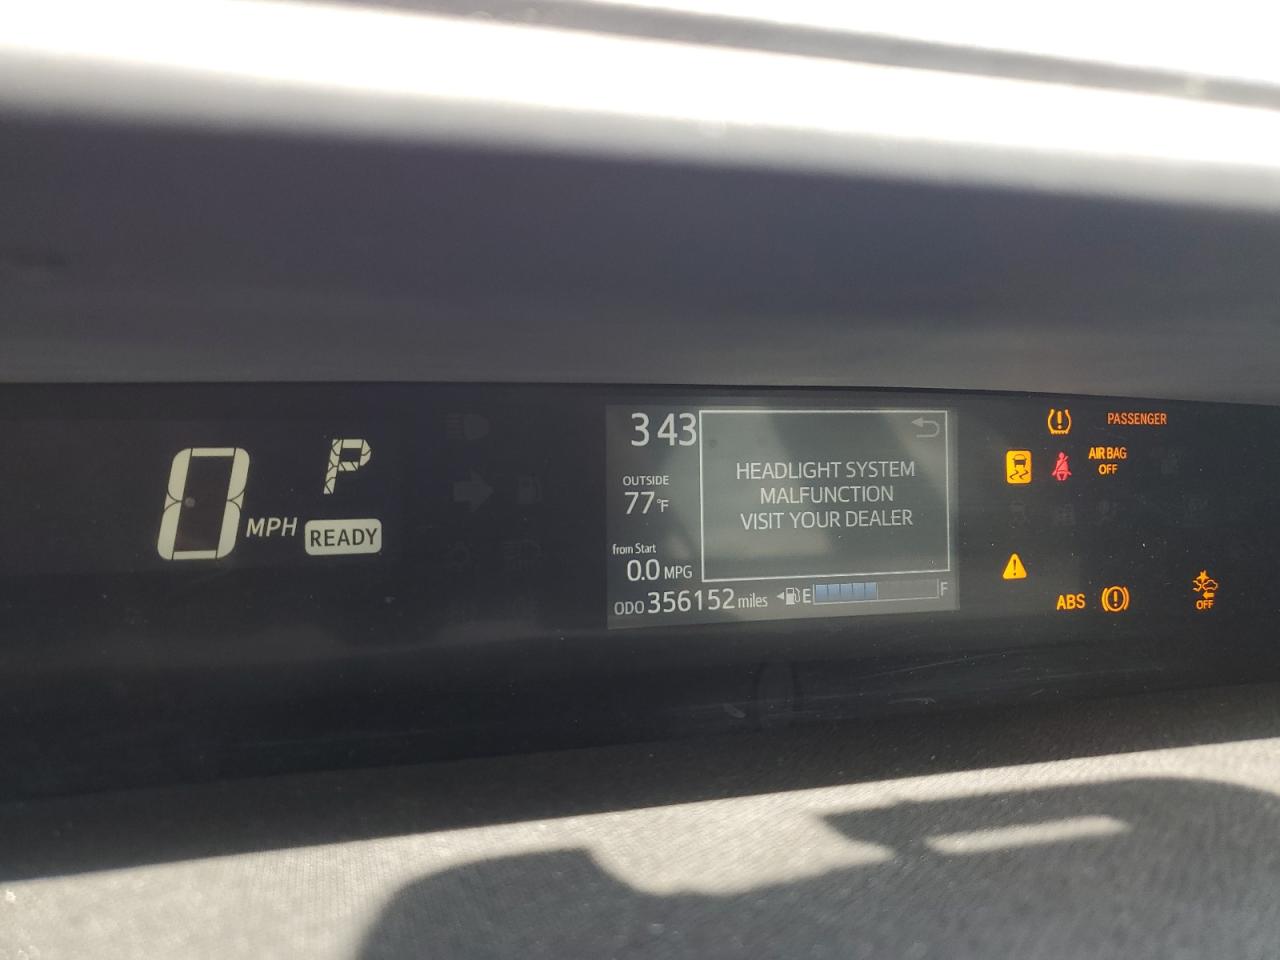 0 MPH
P
READY
3 43
OUTSIDE
77°F
from Start
0.0 MPG
ODO 356152 miles
E F
HEADLIGHT SYSTEM
MALFUNCTION
VISIT YOUR DEALER
PASSENGER
AIR BAG
OFF
ABS
OFF